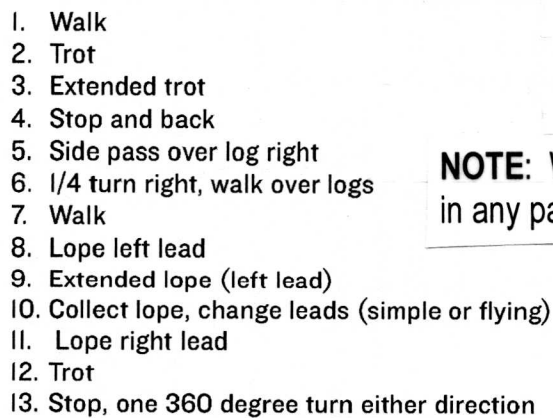 1. Walk
2. Trot
3. Extended trot
4. Stop and back
5. Side pass over log right
6. 1/4 turn right, walk over logs
7. Walk
8. Lope left lead
9. Extended lope (left lead)
10. Collect lope, change leads (simple or flying)
11. Lope right lead
12. Trot
13. Stop, one 360 degree turn either direction
NOTE:
in any